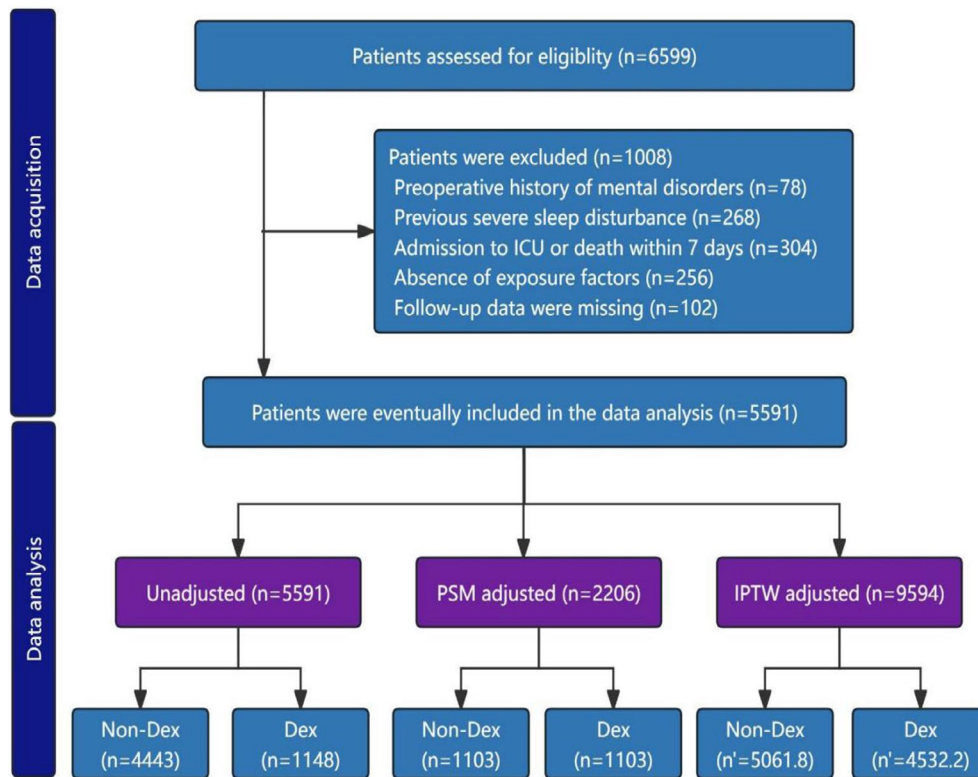 Data acquisition
Patients assessed for eligiblity (n=6599)
Patients were excluded (n=1008)
Preoperative history of mental disorders (n=78)
Previous severe sleep disturbance (n=268)
Admission to ICU or death within 7 days (n=304)
Absence of exposure factors (n=256)
Follow-up data were missing (n=102)
Patients were eventually included in the data analysis (n=5591)
Data analysis
Unadjusted (n=5591)
PSM adjusted (n=2206)
IPTW adjusted (n=9594)
Non-Dex
(n=4443)
Dex
(n=1148)
Non-Dex
(n=1103)
Dex
(n=1103)
Non-Dex
(n'=5061.8)
Dex
(n'=4532.2)